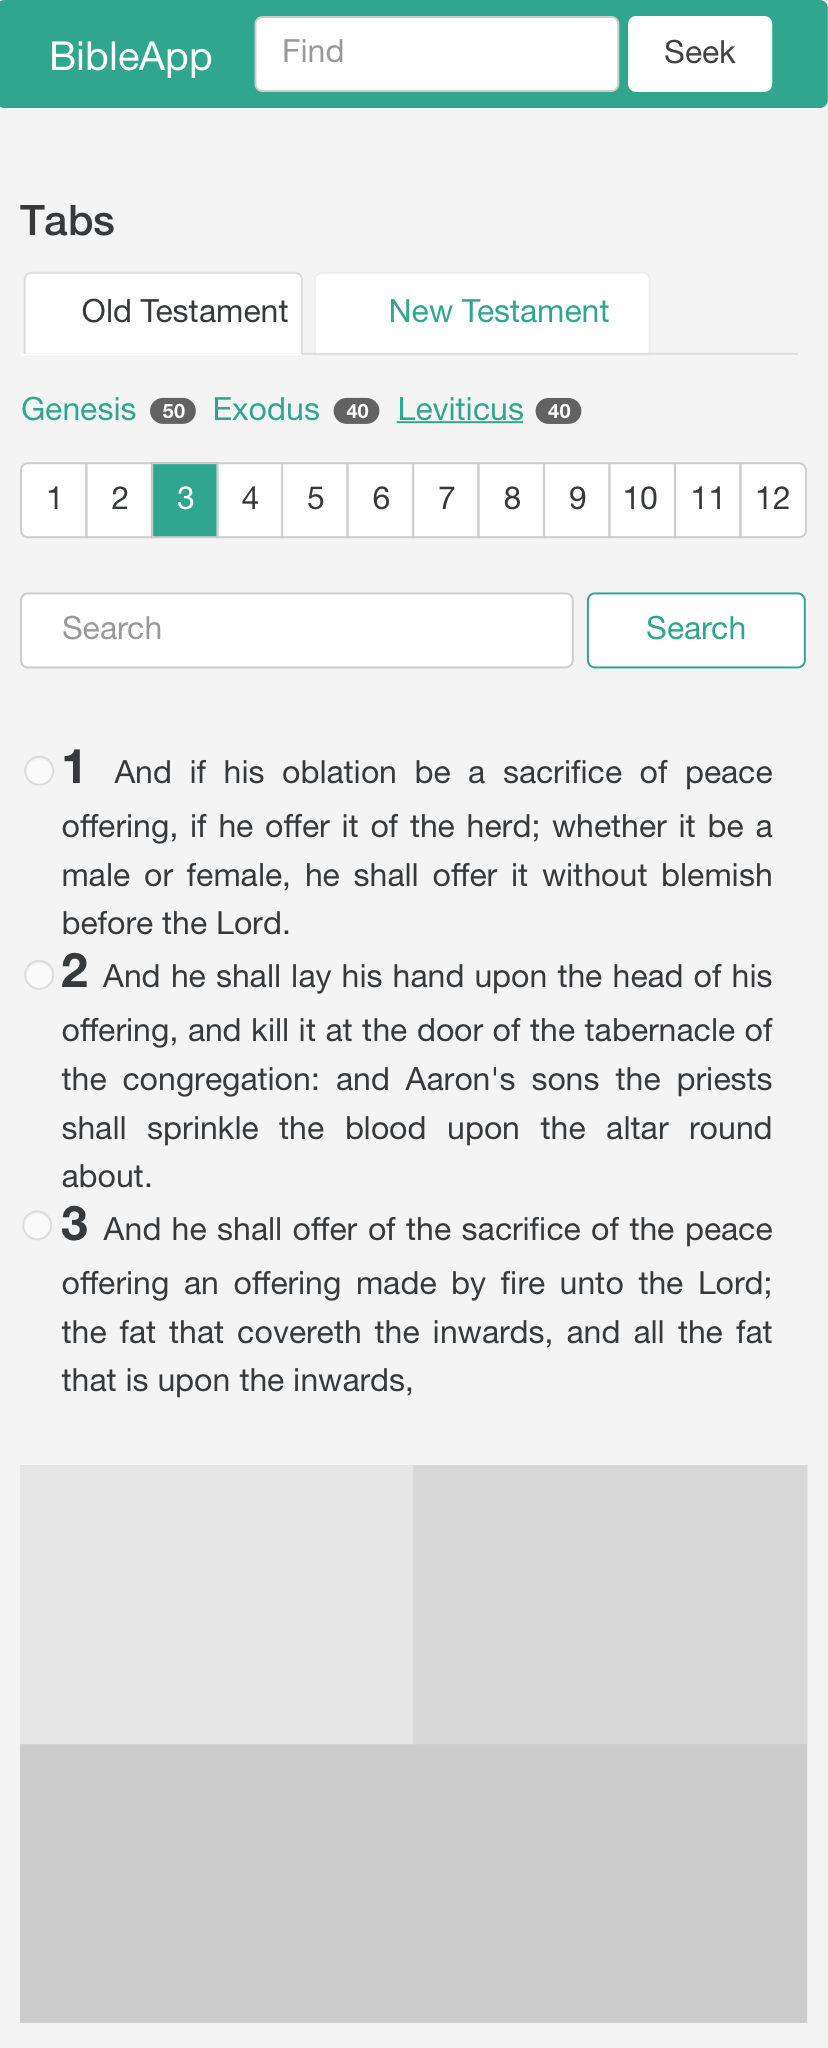 BibleApp Find Seek
Tabs
Old Testament New Testament
Genesis 50 Exodus 40 Leviticus 40
1 2 3 4 5 6 7 8 9 10 11 12
Search Search
1 And if his oblation be a sacrifice of peace
offering, if he offer it of the herd; whether it be a
male or female, he shall offer it without blemish
before the Lord.
2 And he shall lay his hand upon the head of his
offering, and kill it at the door of the tabernacle of
the congregation: and Aaron's sons the priests
shall sprinkle the blood upon the altar round
about.
3 And he shall offer of the sacrifice of the peace
offering an offering made by fire unto the Lord;
the fat that covereth the inwards, and all the fat
that is upon the inwards,